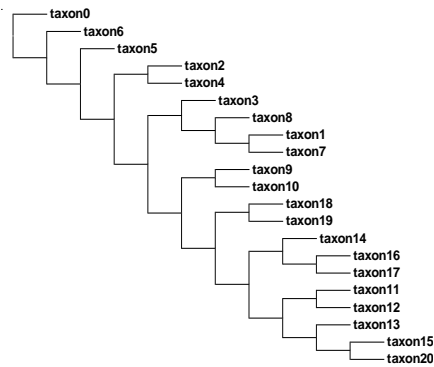 taxon0
taxon6
taxon5
taxon2
taxon4
taxon3
taxon8
taxon1
taxon7
taxon9
taxon10
taxon18
taxon19
taxon14
taxon16
taxon17
taxon11
taxon12
taxon13
taxon15
taxon20